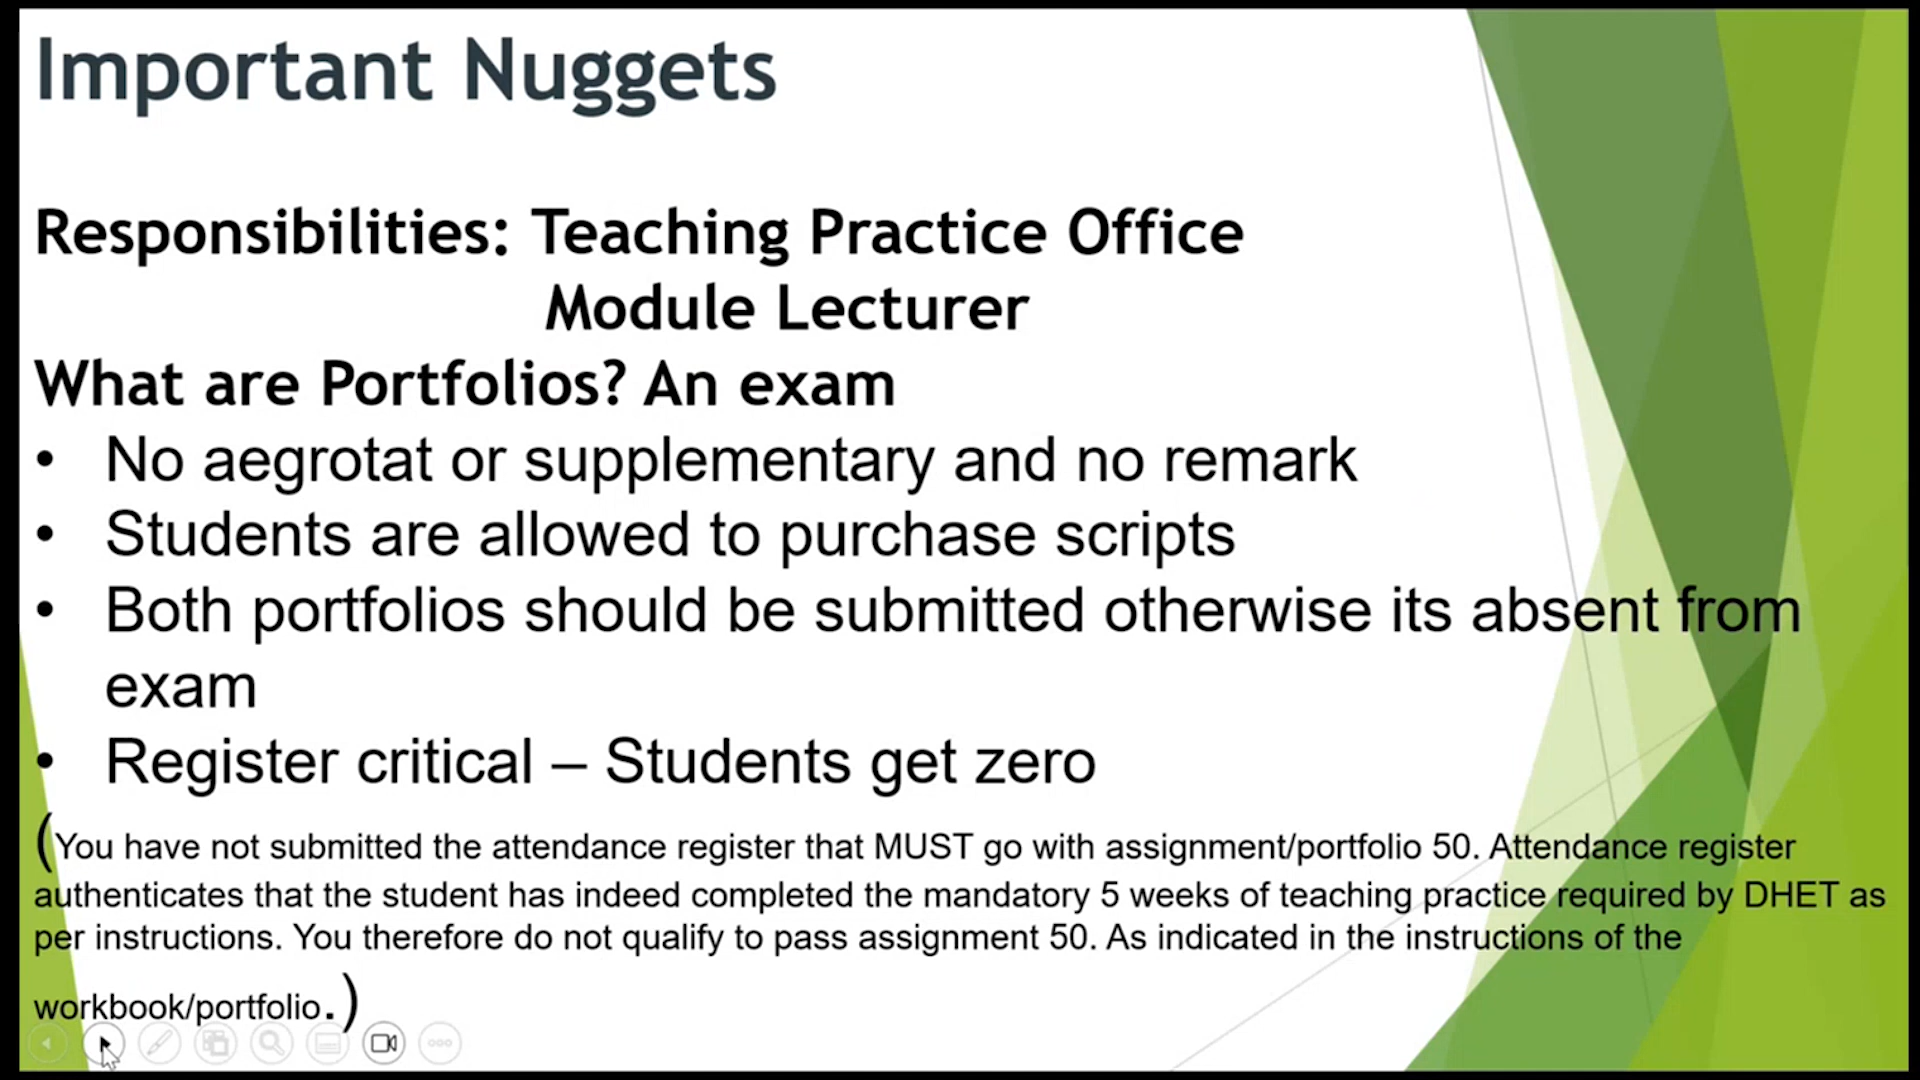 Important Nuggets
Responsibilities: Teaching Practice Office
Module Lecturer
What are Portfolios? An exam
• No aegrotat or supplementary and no remark
• Students are allowed to purchase scripts
• Both portfolios should be submitted otherwise its absent from
exam
• Register critical – Students get zero
(You have not submitted the attendance register that MUST go with assignment/portfolio 50. Attendance register
authenticates that the student has indeed completed the mandatory 5 weeks of teaching practice required by DHET as
per instructions. You therefore do not qualify to pass assignment 50. As indicated in the instructions of the
workbook/portfolio.)